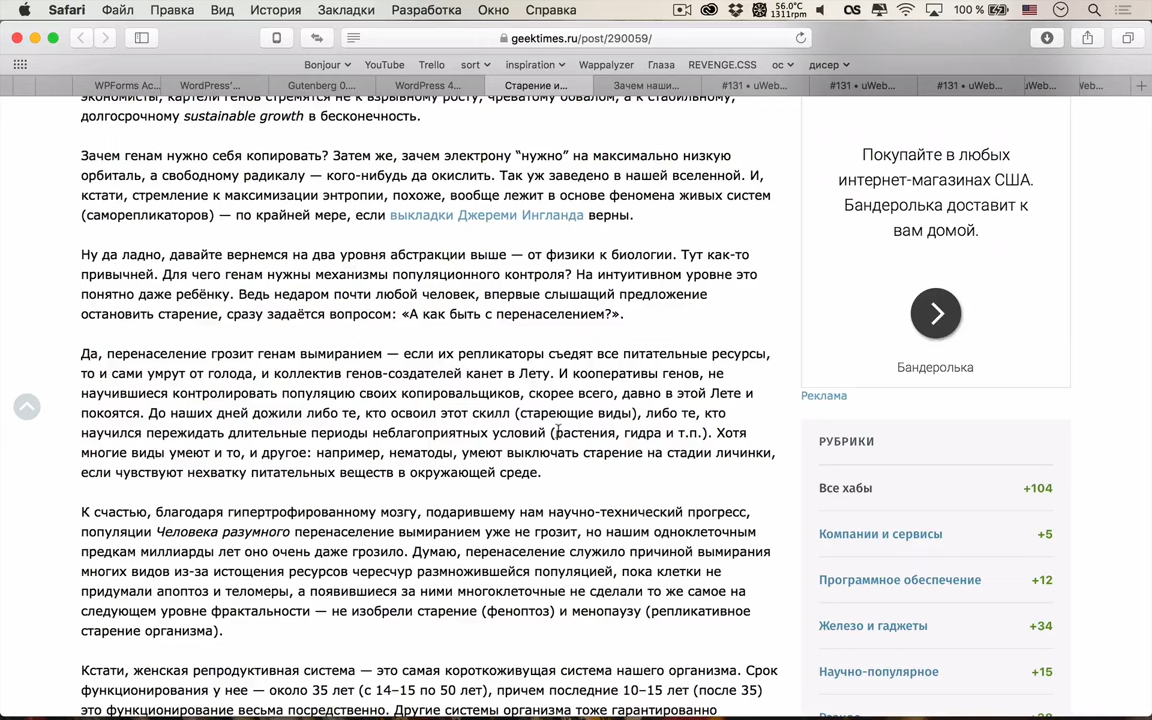 Safari Файл Правка Вид История Закладки Разработка Окно Справка 56.0°C 1311rpm 100 %
geektimes.ru/post/290059/
Bonjour YouTube Trello sort inspiration Wappalyzer Глаза REVENGE.CSS ос дисер
WPForms Ac... WordPress'... Gutenberg 0.... WordPress 4... Старение и... Зачем наши... #131 • uWeb... #131 • uWeb... #131 • uWeb... uWeb... Web...
экономисты, картели генов стремятся не к взрывному росту, чреватому обвалом, а к стабильному,
долгосрочному sustainable growth в бесконечность.
Зачем генам нужно себя копировать? Затем же, зачем электрону “нужно” на максимально низкую
орбиталь, а свободному радикалу — кого-нибудь да окислить. Так уж заведено в нашей вселенной. И,
кстати, стремление к максимизации энтропии, похоже, вообще лежит в основе феномена живых систем
(саморепликаторов) — по крайней мере, если выкладки Джереми Ингланда верны.
Ну да ладно, давайте вернемся на два уровня абстракции выше — от физики к биологии. Тут как-то
привычней. Для чего генам нужны механизмы популяционного контроля? На интуитивном уровне это
понятно даже ребёнку. Ведь недаром почти любой человек, впервые слышащий предложение
остановить старение, сразу задаётся вопросом: «А как быть с перенаселением?».
Да, перенаселение грозит генам вымиранием — если их репликаторы съедят все питательные ресурсы,
то и сами умрут от голода, и коллектив генов-создателей канет в Лету. И кооперативы генов, не
научившиеся контролировать популяцию своих копировальщиков, скорее всего, давно в этой Лете и
покоятся. До наших дней дожили либо те, кто освоил этот скилл (стареющие виды), либо те, кто
научился пережидать длительные периоды неблагоприятных условий (растения, гидра и т.п.). Хотя
многие виды умеют и то, и другое: например, нематоды, умеют выключать старение на стадии личинки,
если чувствуют нехватку питательных веществ в окружающей среде.
К счастью, благодаря гипертрофированному мозгу, подарившему нам научно-технический прогресс,
популяции Человека разумного перенаселение вымиранием уже не грозит, но нашим одноклеточным
предкам миллиарды лет оно очень даже грозило. Думаю, перенаселение служило причиной вымирания
многих видов из-за истощения ресурсов чересчур размножившейся популяцией, пока клетки не
придумали апоптоз и теломеры, а появившиеся за ними многоклеточные не сделали то же самое на
следующем уровне фрактальности — не изобрели старение (феноптоз) и менопаузу (репликативное
старение организма).
Кстати, женская репродуктивная система — это самая короткоживущая система нашего организма. Срок
функционирования у нее — около 35 лет (с 14–15 по 50 лет), причем последние 10–15 лет (после 35)
это функционирование весьма посредственно. Другие системы организма тоже гарантированно
Покупайте в любых
интернет-магазинах США.
Бандеролька доставит к
вам домой.
Бандеролька
Реклама
РУБРИКИ
Все хабы +104
Компании и сервисы +5
Программное обеспечение +12
Железо и гаджеты +34
Научно-популярное +15